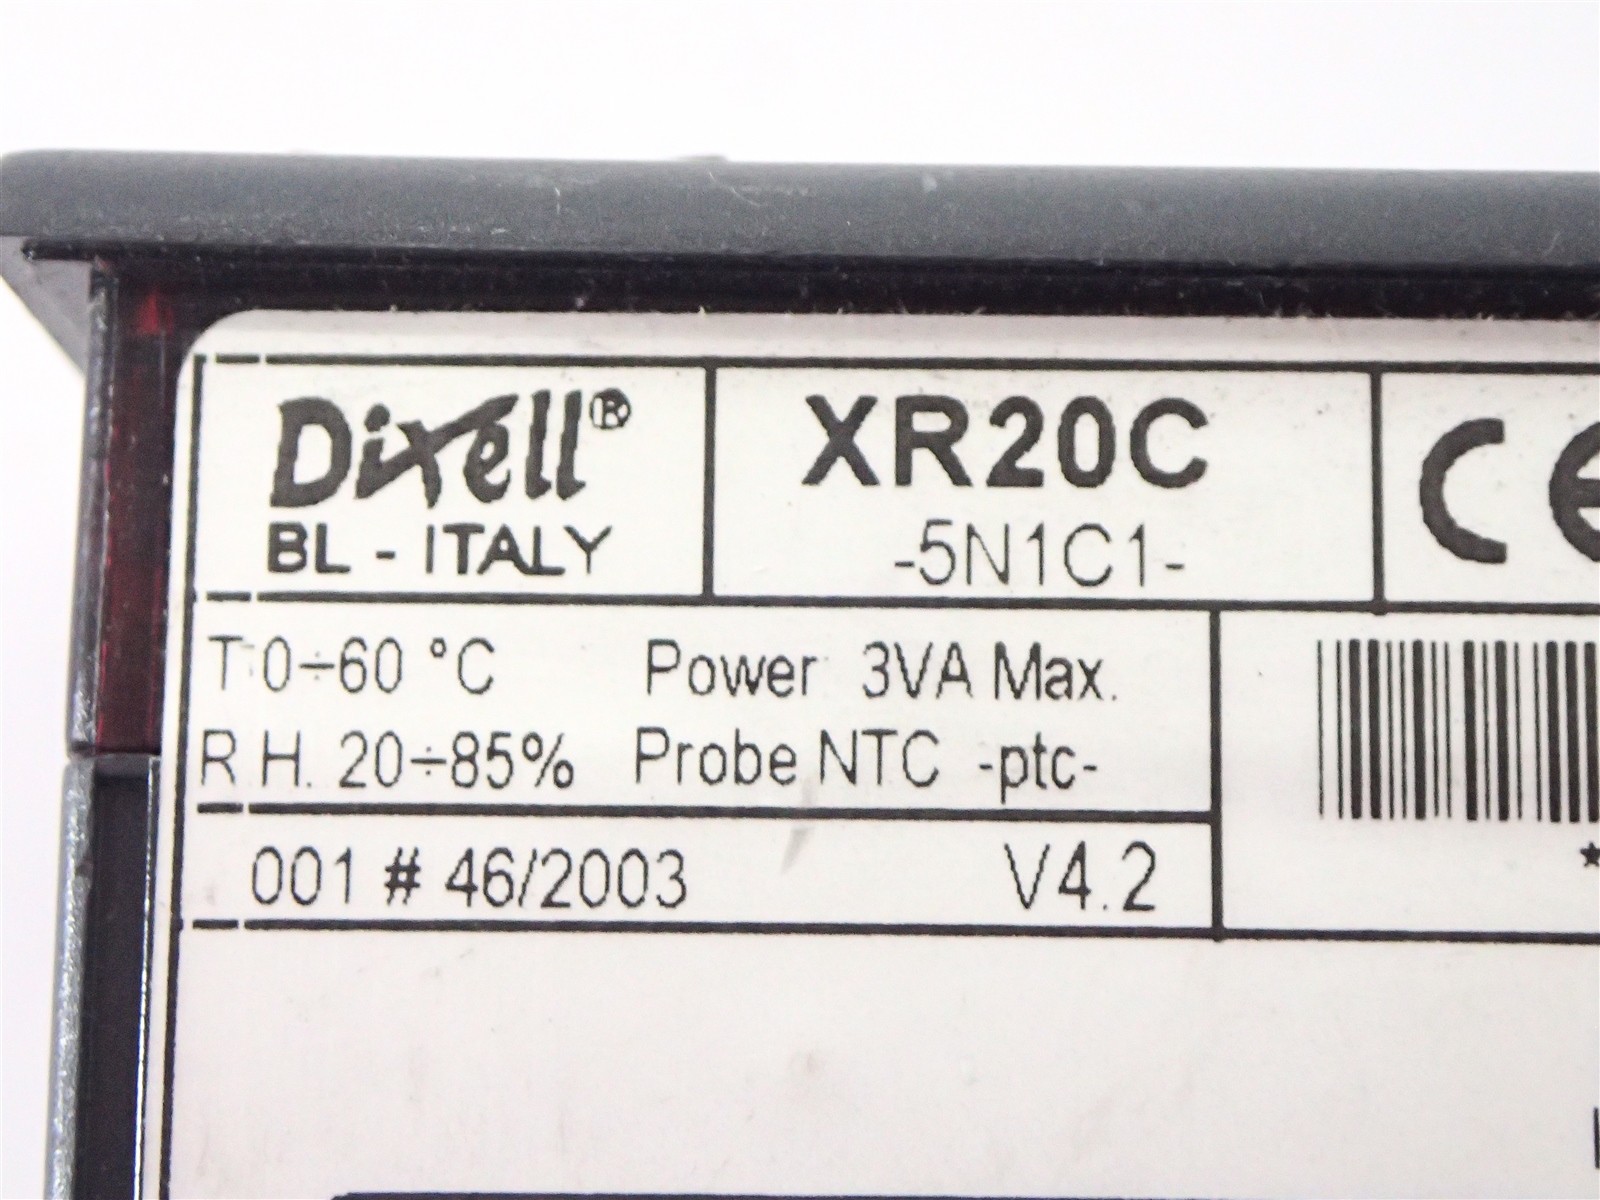 Dixell®
BL - ITALY
XR20C
-5N1C1-
CE
T:0÷60 °C Power 3VA Max.
R.H. 20÷85% Probe NTC -ptc-
001 # 46/2003 V4.2
*